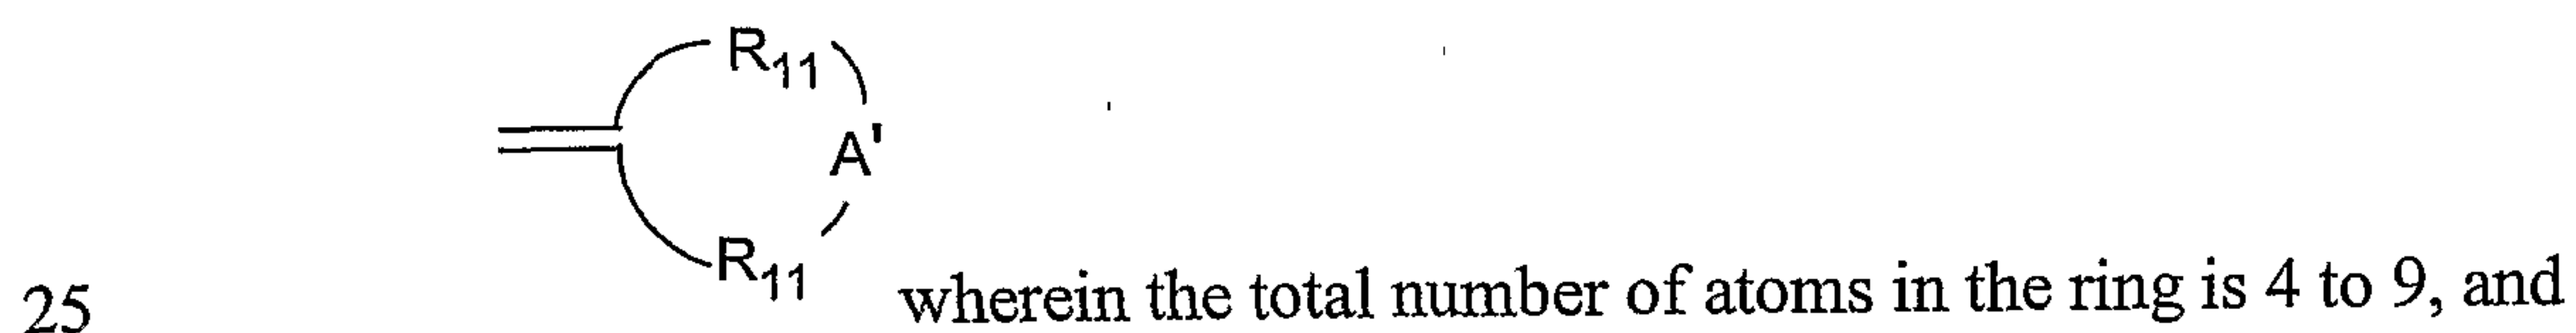 R11
A'
R11
25 wherein the total number of atoms in the ring is 4 to 9, and